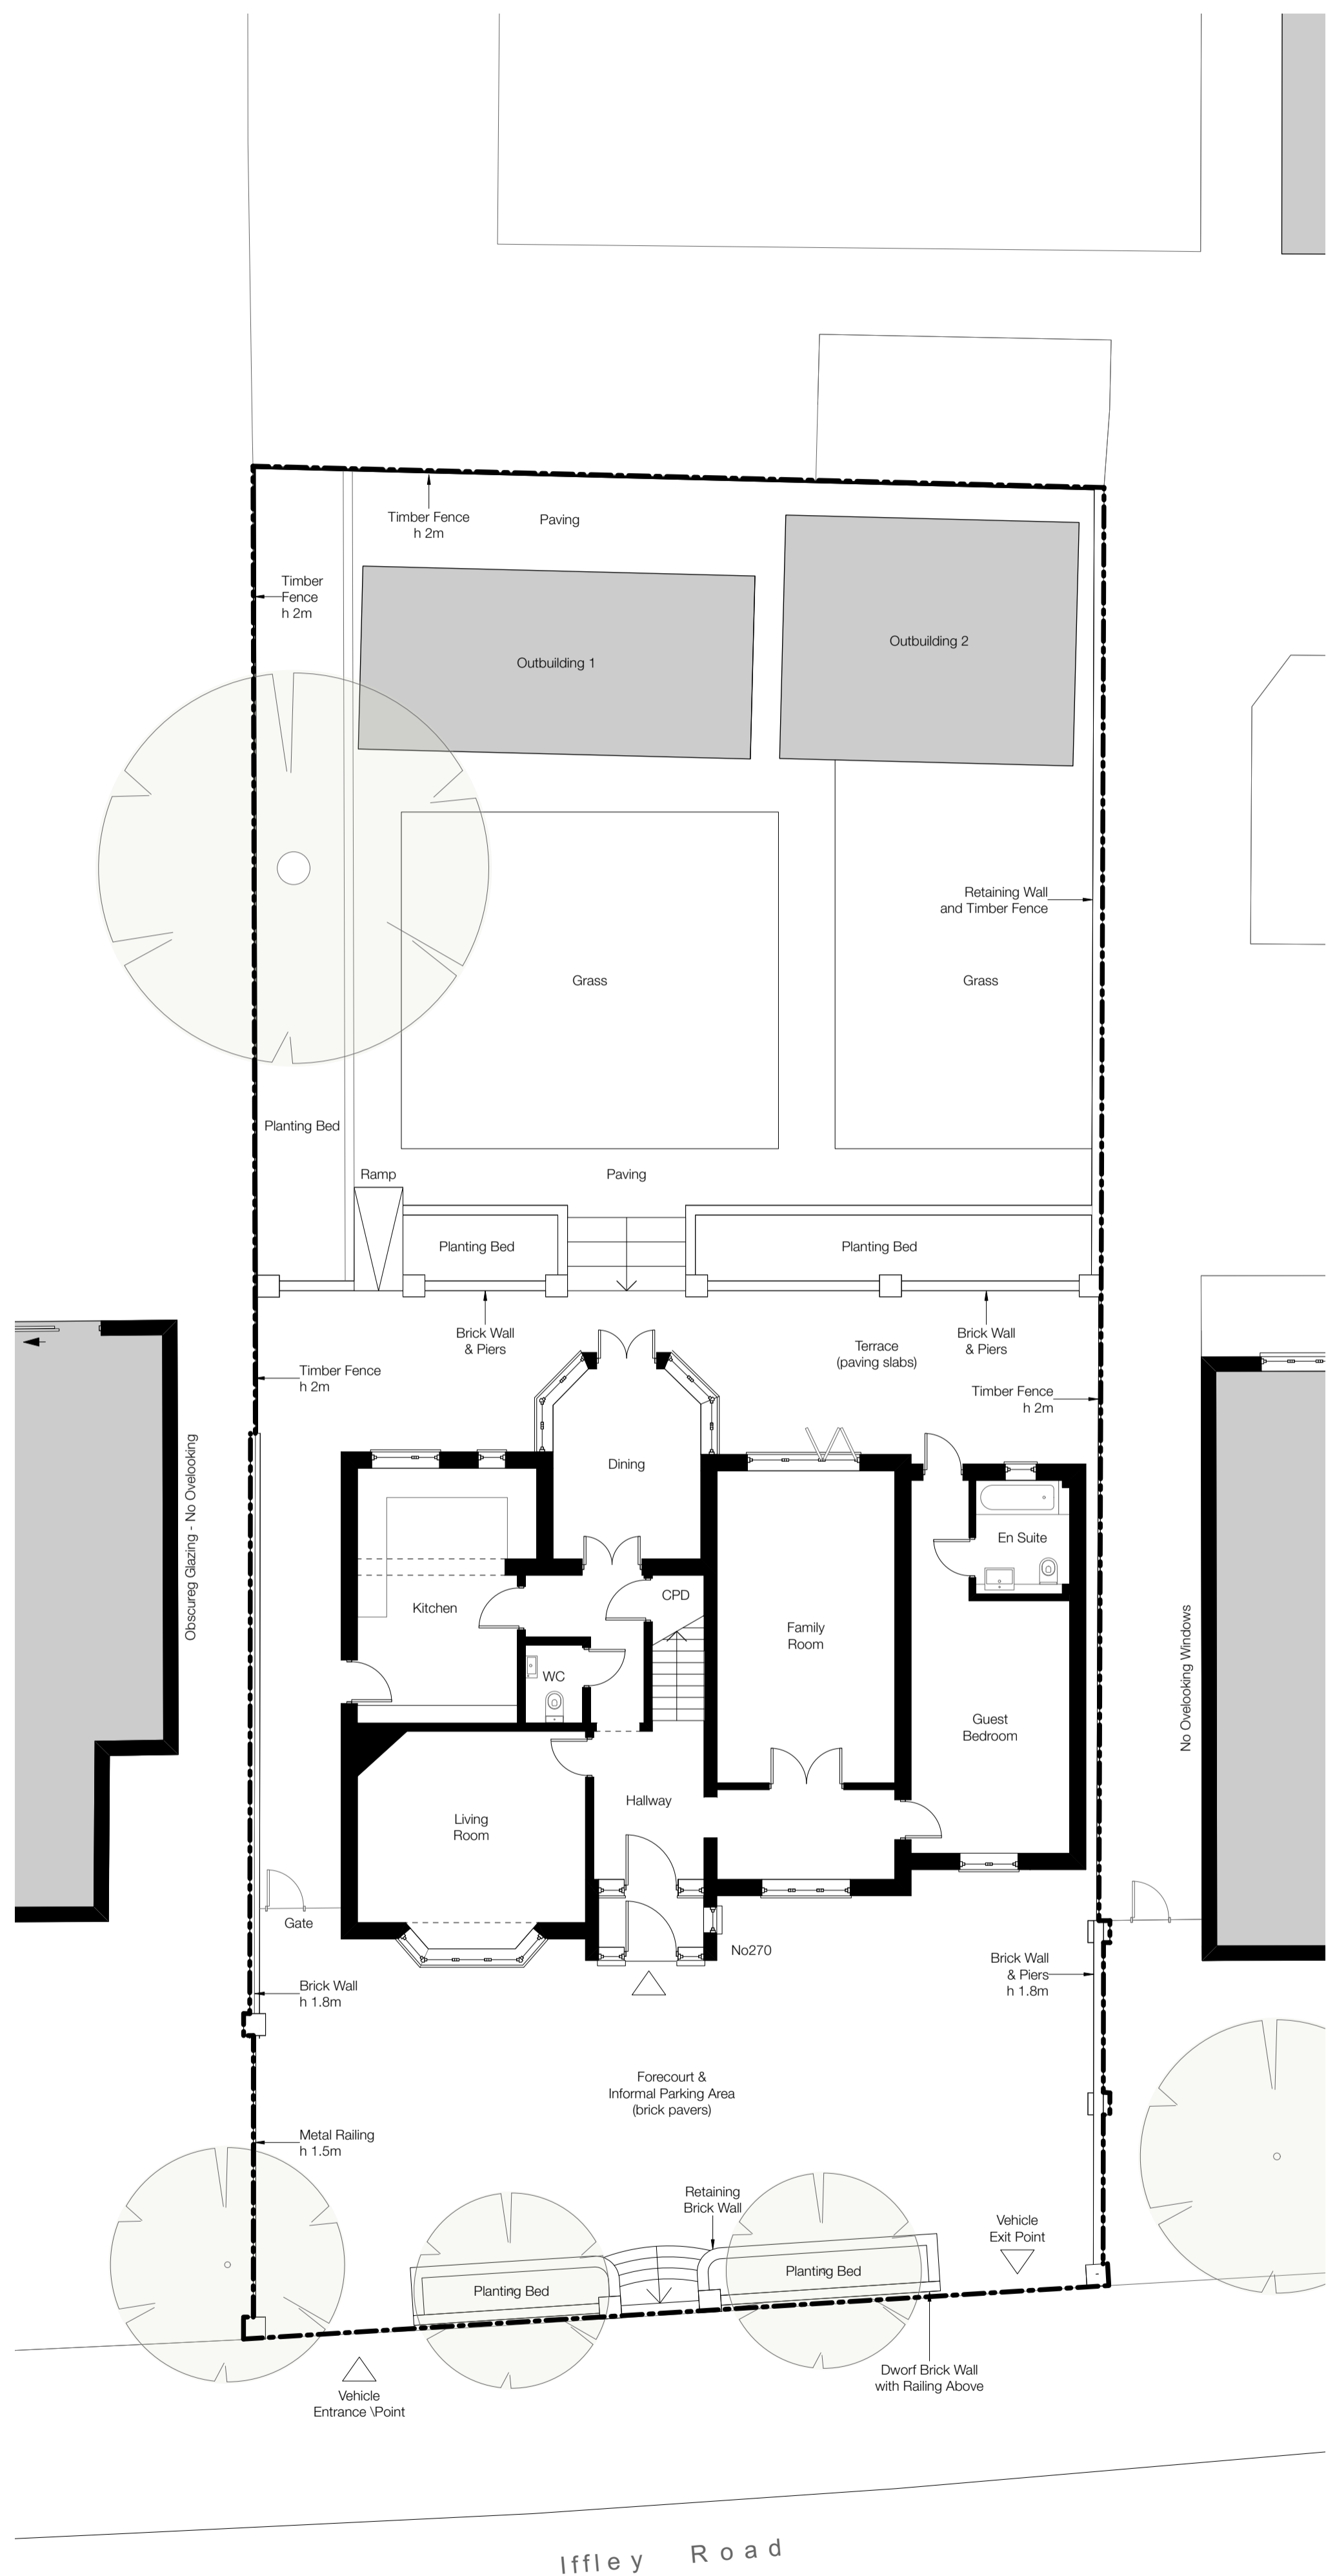 Timber Fence
h 2m
Paving
Timber
Fence
h 2m
Outbuilding 1
Outbuilding 2
Retaining Wall
and Timber Fence
Grass
Grass
Planting Bed
Ramp
Paving
Planting Bed
Planting Bed
Brick Wall
& Piers
Terrace
(paving slabs)
Brick Wall
& Piers
Timber Fence
h 2m
Timber Fence
h 2m
Obscureg Glazing - No Ovelooking
Dining
En Suite
CPD
Kitchen
Family
Room
WC
No Ovelooking Windows
Guest
Bedroom
Hallway
Living
Room
Gate
No270
Brick Wall
h 1.8m
Brick Wall
& Piers
h 1.8m
Forecourt &
Informal Parking Area
(brick pavers)
Metal Railing
h 1.5m
Retaining
Brick Wall
Vehicle
Exit Point
Planting Bed
Planting Bed
Dworf Brick Wall
with Railing Above
Vehicle
Entrance \Point
Iffley Road